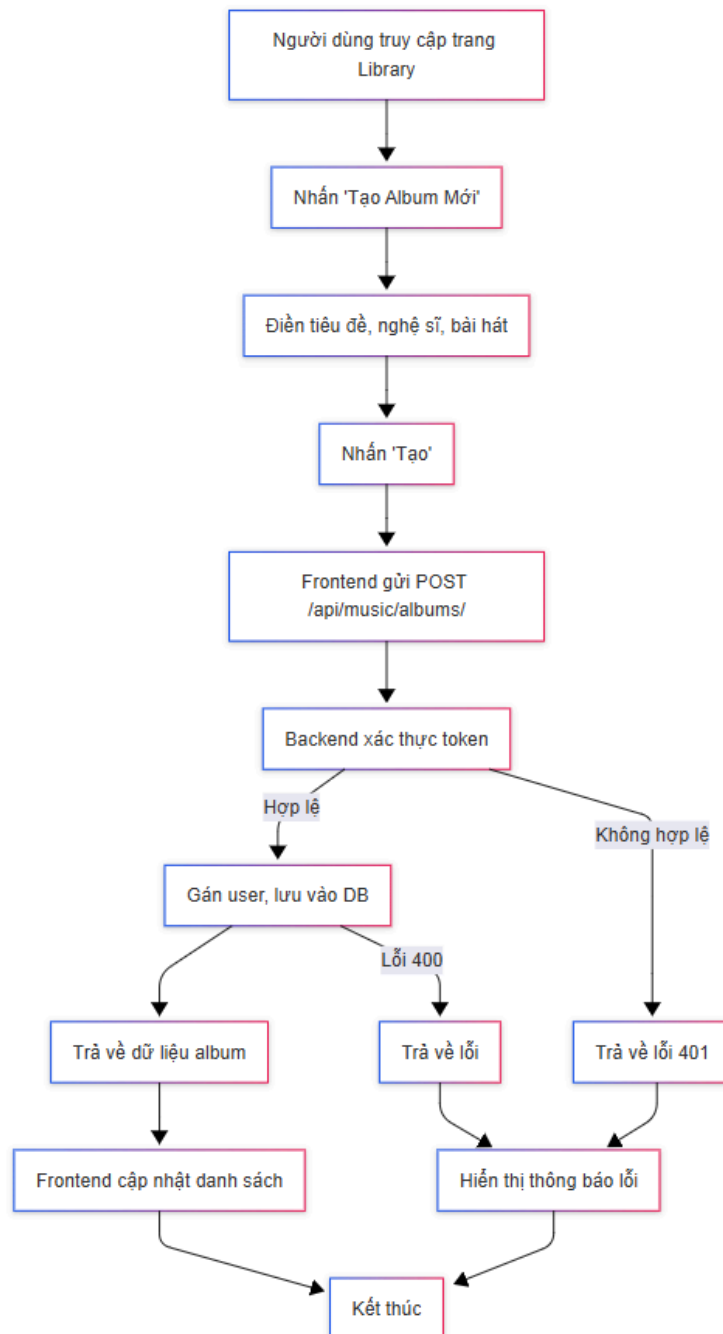 Người dùng truy cập trang
Library
Nhấn 'Tạo Album Mới'
Điền tiêu đề, nghệ sĩ, bài hát
Nhấn 'Tạo'
Frontend gửi POST
/api/music/albums/
Backend xác thực token
Hợp lệ
Không hợp lệ
Gán user, lưu vào DB
Lỗi 400
Trả về dữ liệu album
Trả về lỗi
Trả về lỗi 401
Frontend cập nhật danh sách
Hiển thị thông báo lỗi
Kết thúc